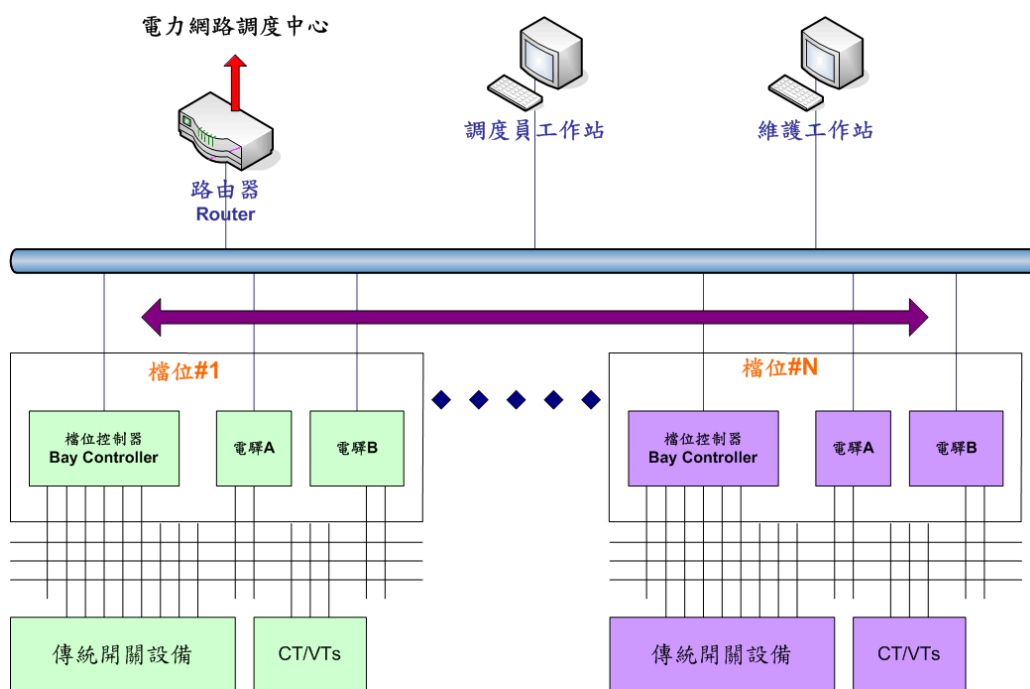 電力網路調度中心
調度員工作站
維護工作站
路由器
Router
檔位#1
檔位#N
檔位控制器
Bay Controller
電驛A
電驛B
檔位控制器
Bay Controller
電驛A
電驛B
傳統開關設備
CT/VTs
傳統開關設備
CT/VTs